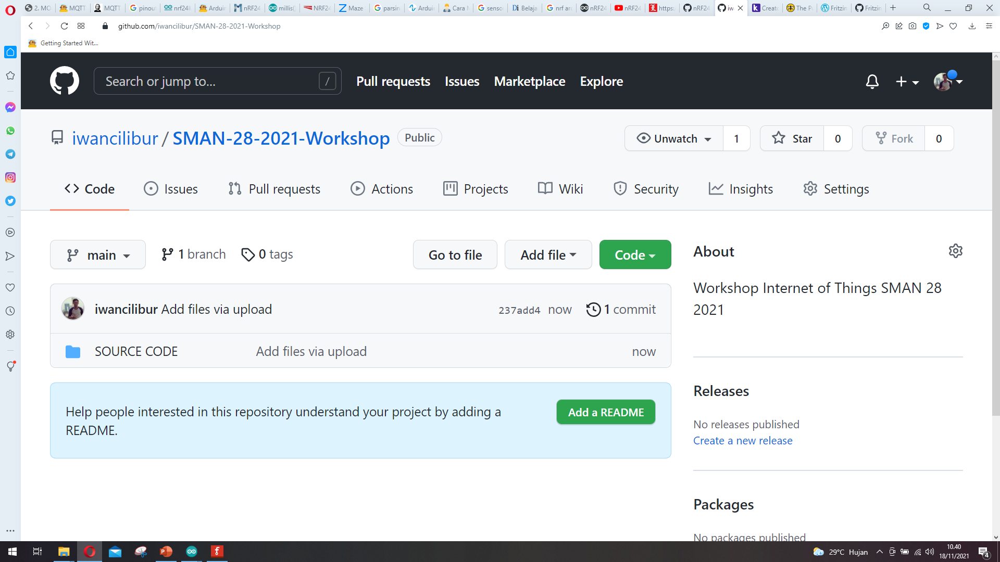 2. MO
MQTT
MQTT
pinou
nrf24l
Arduin
nRF24
millis(
NRF24
Maze
parsin
Ardui
Cara M
senso
Di Belaja
nrf arc
nRF24
nRF24
https:
nRF24
iw
Creat
The P
Fritzin
Fritzin
github.com/iwancilibur/SMAN-28-2021-Workshop
Getting Started Wit...
Search or jump to... /
Pull requests Issues Marketplace Explore
iwancilibur / SMAN-28-2021-Workshop Public
Unwatch 1 Star 0 Fork 0
Code Issues Pull requests Actions Projects Wiki Security Insights Settings
main 1 branch 0 tags Go to file Add file Code
iwancilibur Add files via upload 237add4 now 1 commit
SOURCE CODE Add files via upload now
Help people interested in this repository understand your project by adding a
README.
Add a README
About
Workshop Internet of Things SMAN 28
2021
Releases
No releases published
Create a new release
Packages
No packages published
29°C Hujan
10.40
18/11/2021
4